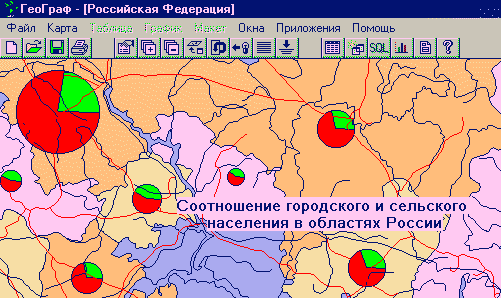 ГеоГраф - [Российская Федерация]
Файл Карта Таблица График Макет Окна Приложения Помощь
SQL ?
Соотношение городского и сельского
населения в областях России